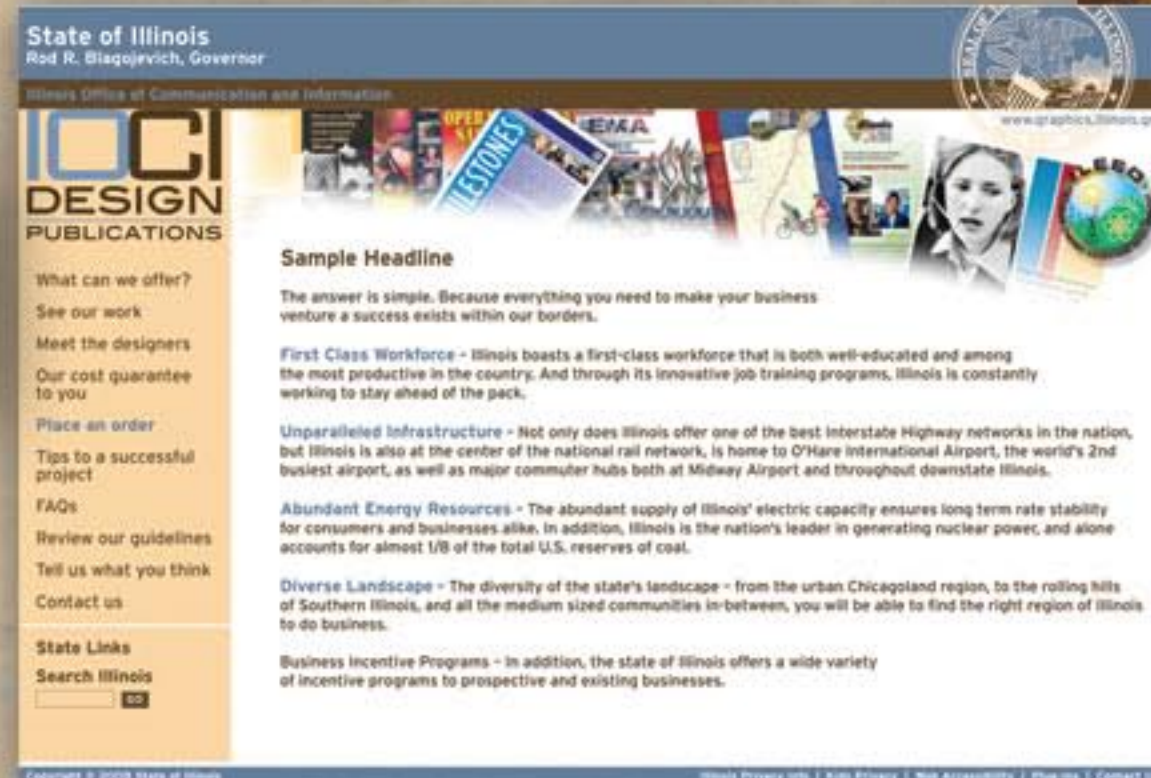 State of Illinois
Rod R. Blagojevich, Governor
SEAL OF ILLINOIS
Illinois Office of Communication and Information
www.graphics.illinois.
IOCI
DESIGN
PUBLICATIONS
MILESTONES
EMA
LEED
What can we offer?
See our work
Meet the designers
Our cost guarantee
to you
Place an order
Tips to a successful
project
FAQs
Review our guidelines
Tell us what you think
Contact us
State Links
Search Illinois
GO
Sample Headline
The answer is simple. Because everything you need to make your business
venture a success exists within our borders.
First Class Workforce - Illinois boasts a first-class workforce that is both well-educated and among
the most productive in the country. And through its innovative job training programs, Illinois is constantly
working to stay ahead of the pack.
Unparalleled Infrastructure - Not only does Illinois offer one of the best Interstate Highway networks in the nation,
but Illinois is also at the center of the national rail network, is home to O'Hare International Airport, the world's 2nd
busiest airport, as well as major commuter hubs both at Midway Airport and throughout downstate Illinois.
Abundant Energy Resources - The abundant supply of Illinois' electric capacity ensures long term rate stability
for consumers and businesses alike. In addition, Illinois is the nation's leader in generating nuclear power, and alone
accounts for almost 1/8 of the total U.S. reserves of coal.
Diverse Landscape - The diversity of the state's landscape - from the urban Chicagoland region, to the rolling hills
of Southern Illinois, and all the medium sized communities in-between, you will be able to find the right region of Illinois
to do business.
Business Incentive Programs - In addition, the state of Illinois offers a wide variety
of incentive programs to prospective and existing businesses.